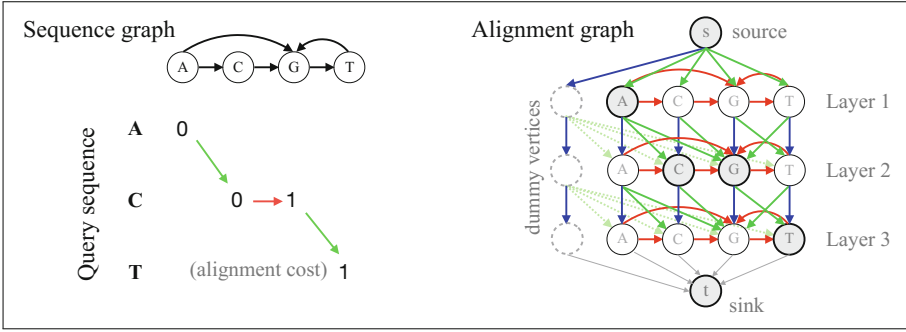 Sequence graph
A C G T
Query sequence
A 0
C 0 1
T (alignment cost) 1
Alignment graph
s source
dummy vertices
A C G T Layer 1
A C G T Layer 2
A C G T Layer 3
t
sink